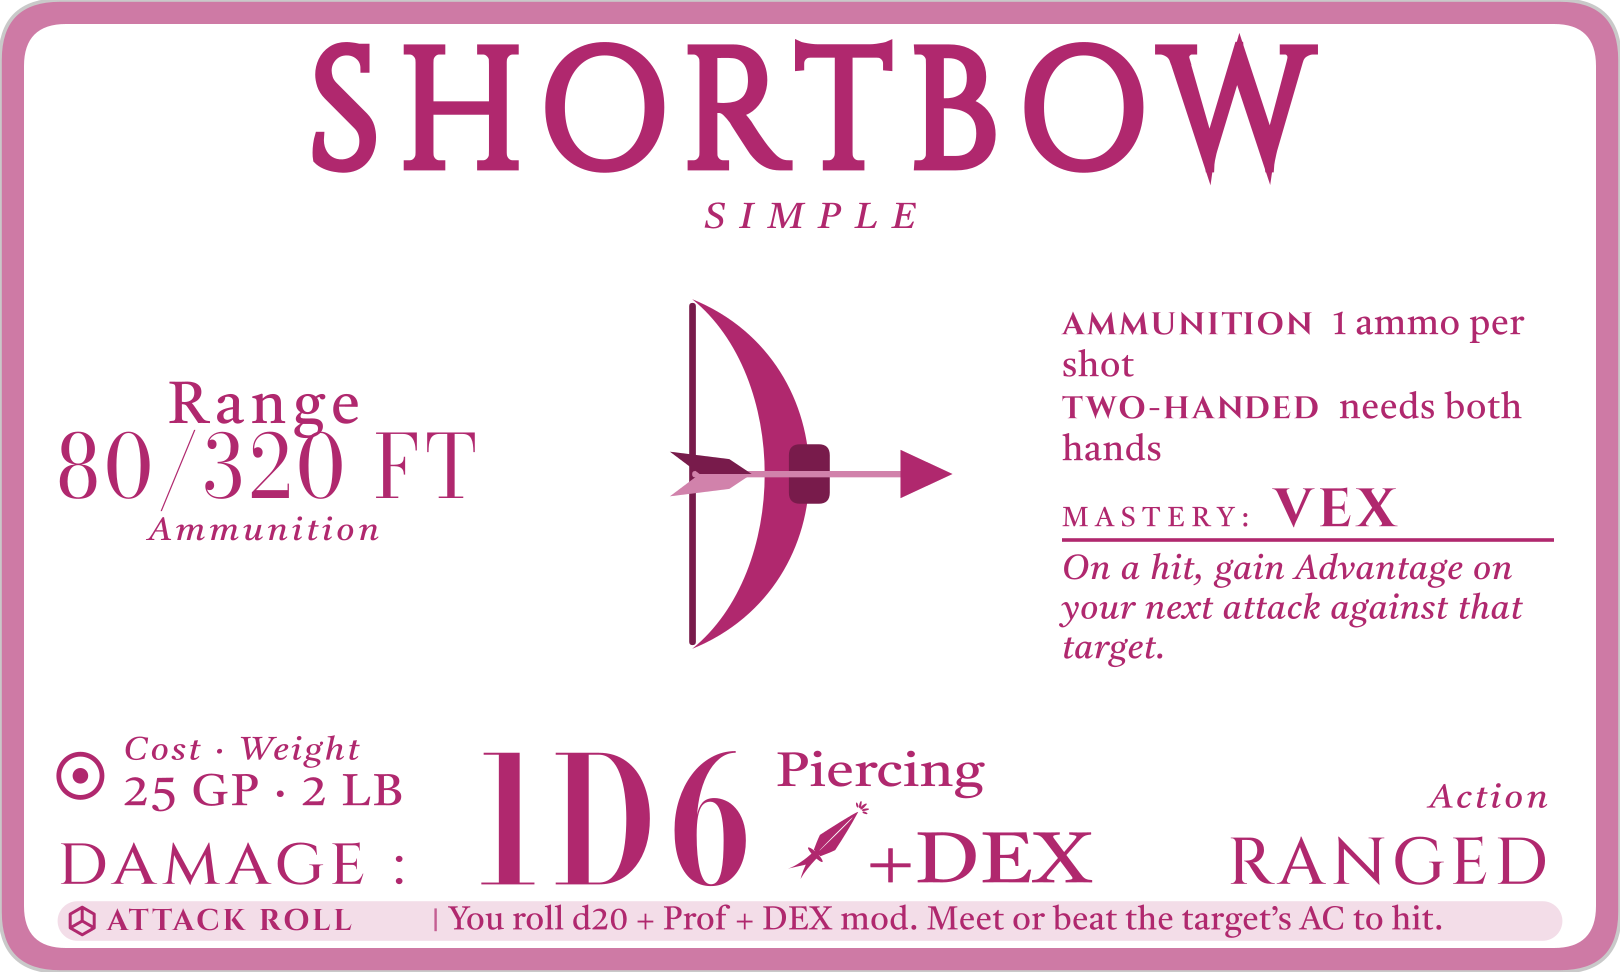 SHORTBOW
SIMPLE
Range
80/320 FT
Ammunition
AMMUNITION 1 ammo per
shot
TWO-HANDED needs both
hands
MASTERY: VEX
On a hit, gain Advantage on
your next attack against that
target.
Cost · Weight
25 GP · 2 LB
DAMAGE :
1D6
Piercing
+DEX
Action
RANGED
ATTACK ROLL | You roll d20 + Prof + DEX mod. Meet or beat the target’s AC to hit.